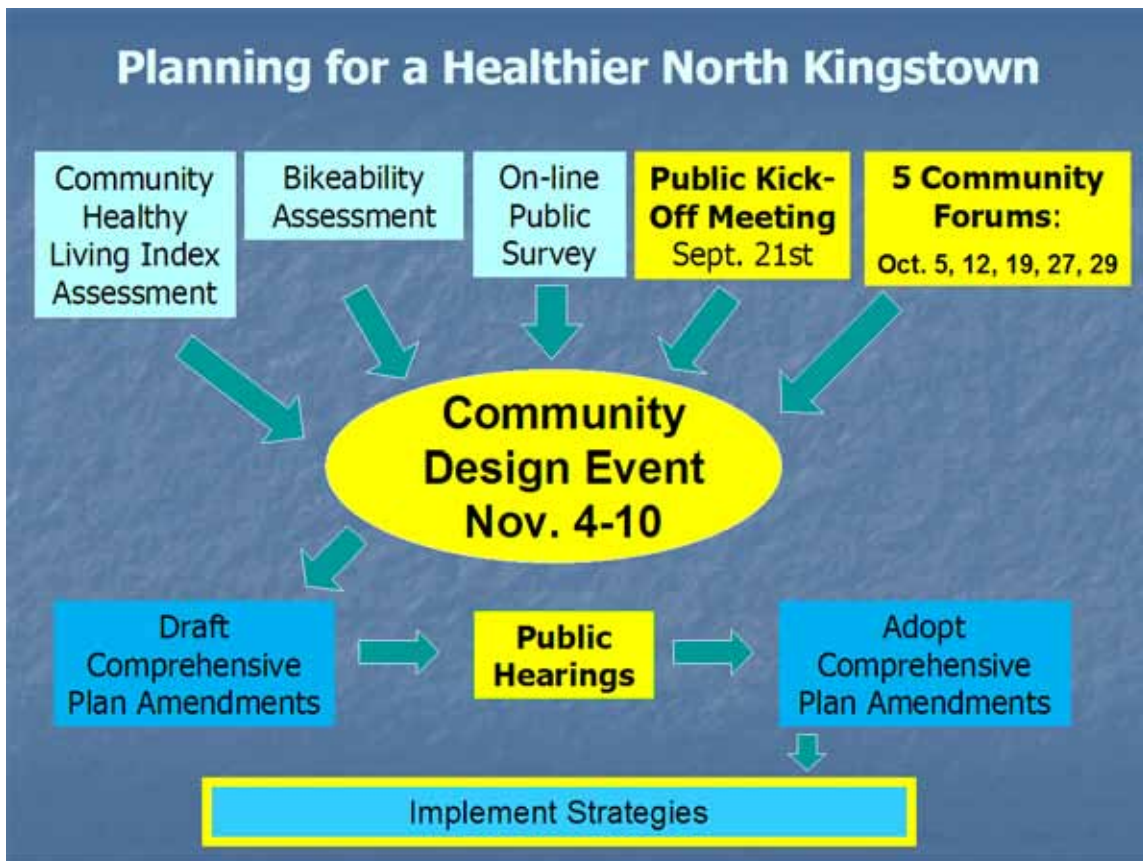 Planning for a Healthier North Kingstown
Community
Healthy
Living Index
Assessment
Bikeability
Assessment
On-line
Public
Survey
Public Kick-
Off Meeting
Sept. 21st
5 Community
Forums:
Oct. 5, 12, 19, 27, 29
Community
Design Event
Nov. 4-10
Draft
Comprehensive
Plan Amendments
Public
Hearings
Adopt
Comprehensive
Plan Amendments
Implement Strategies